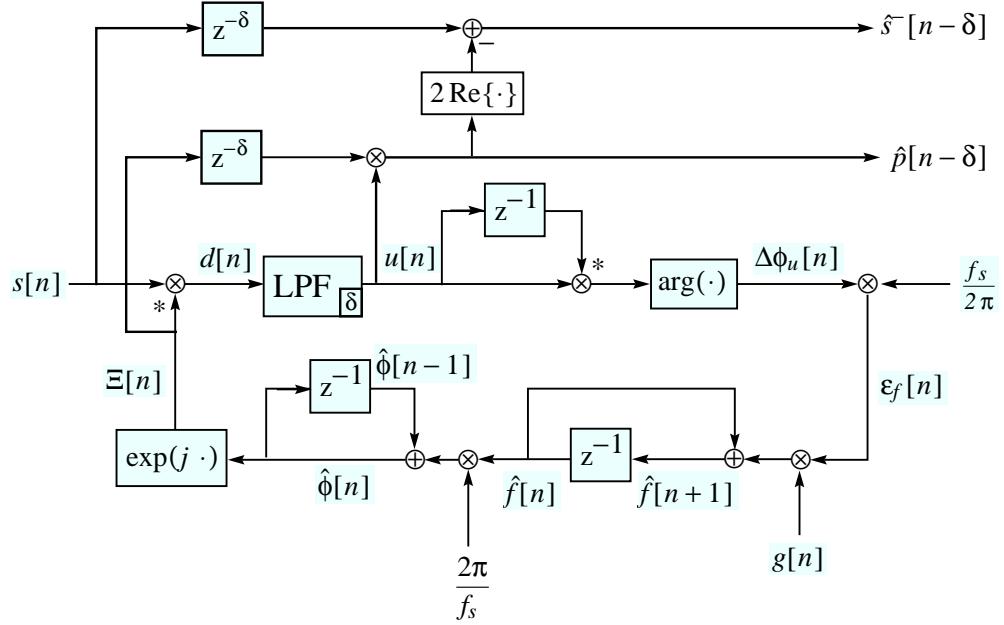 z^{-δ}
ŝ⁻[n − δ]
−
2 Re{·}
z^{-δ}
p̂[n − δ]
z^{-1}
s[n]
*
d[n]
LPF
δ
u[n]
*
arg(·)
Δϕ_u[n]
f_s
2π
Ξ[n]
z^{-1}
ϕ̂[n − 1]
ε_f[n]
exp(j ·)
ϕ̂[n]
f̂[n]
z^{-1}
f̂[n + 1]
g[n]
2π
f_s